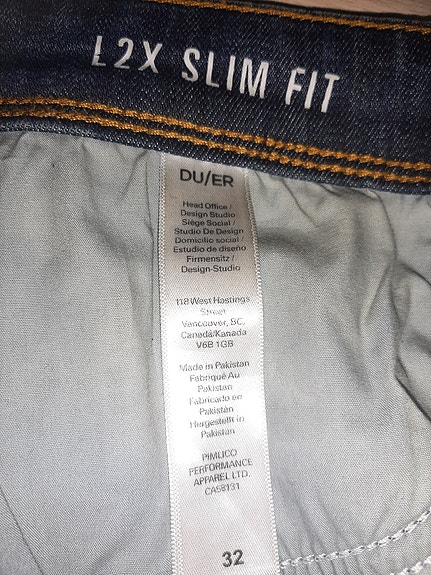 L2X SLIM FIT
DU/ER
Head Office /
Design Studio
Siège Social /
Studio De Design
Domicilio social /
Estudio de diseño
Firmensitz /
Design-Studio
118 West Hastings
Street
Vancouver, BC,
Canada/Kanada
V6B 1G8
Made in Pakistan
Fabriqué Au
Pakistan
Fabricado en
Pakistán
Hergestellt in
Pakistan
PIMLICO
PERFORMANCE
APPAREL LTD.
CA58131
32